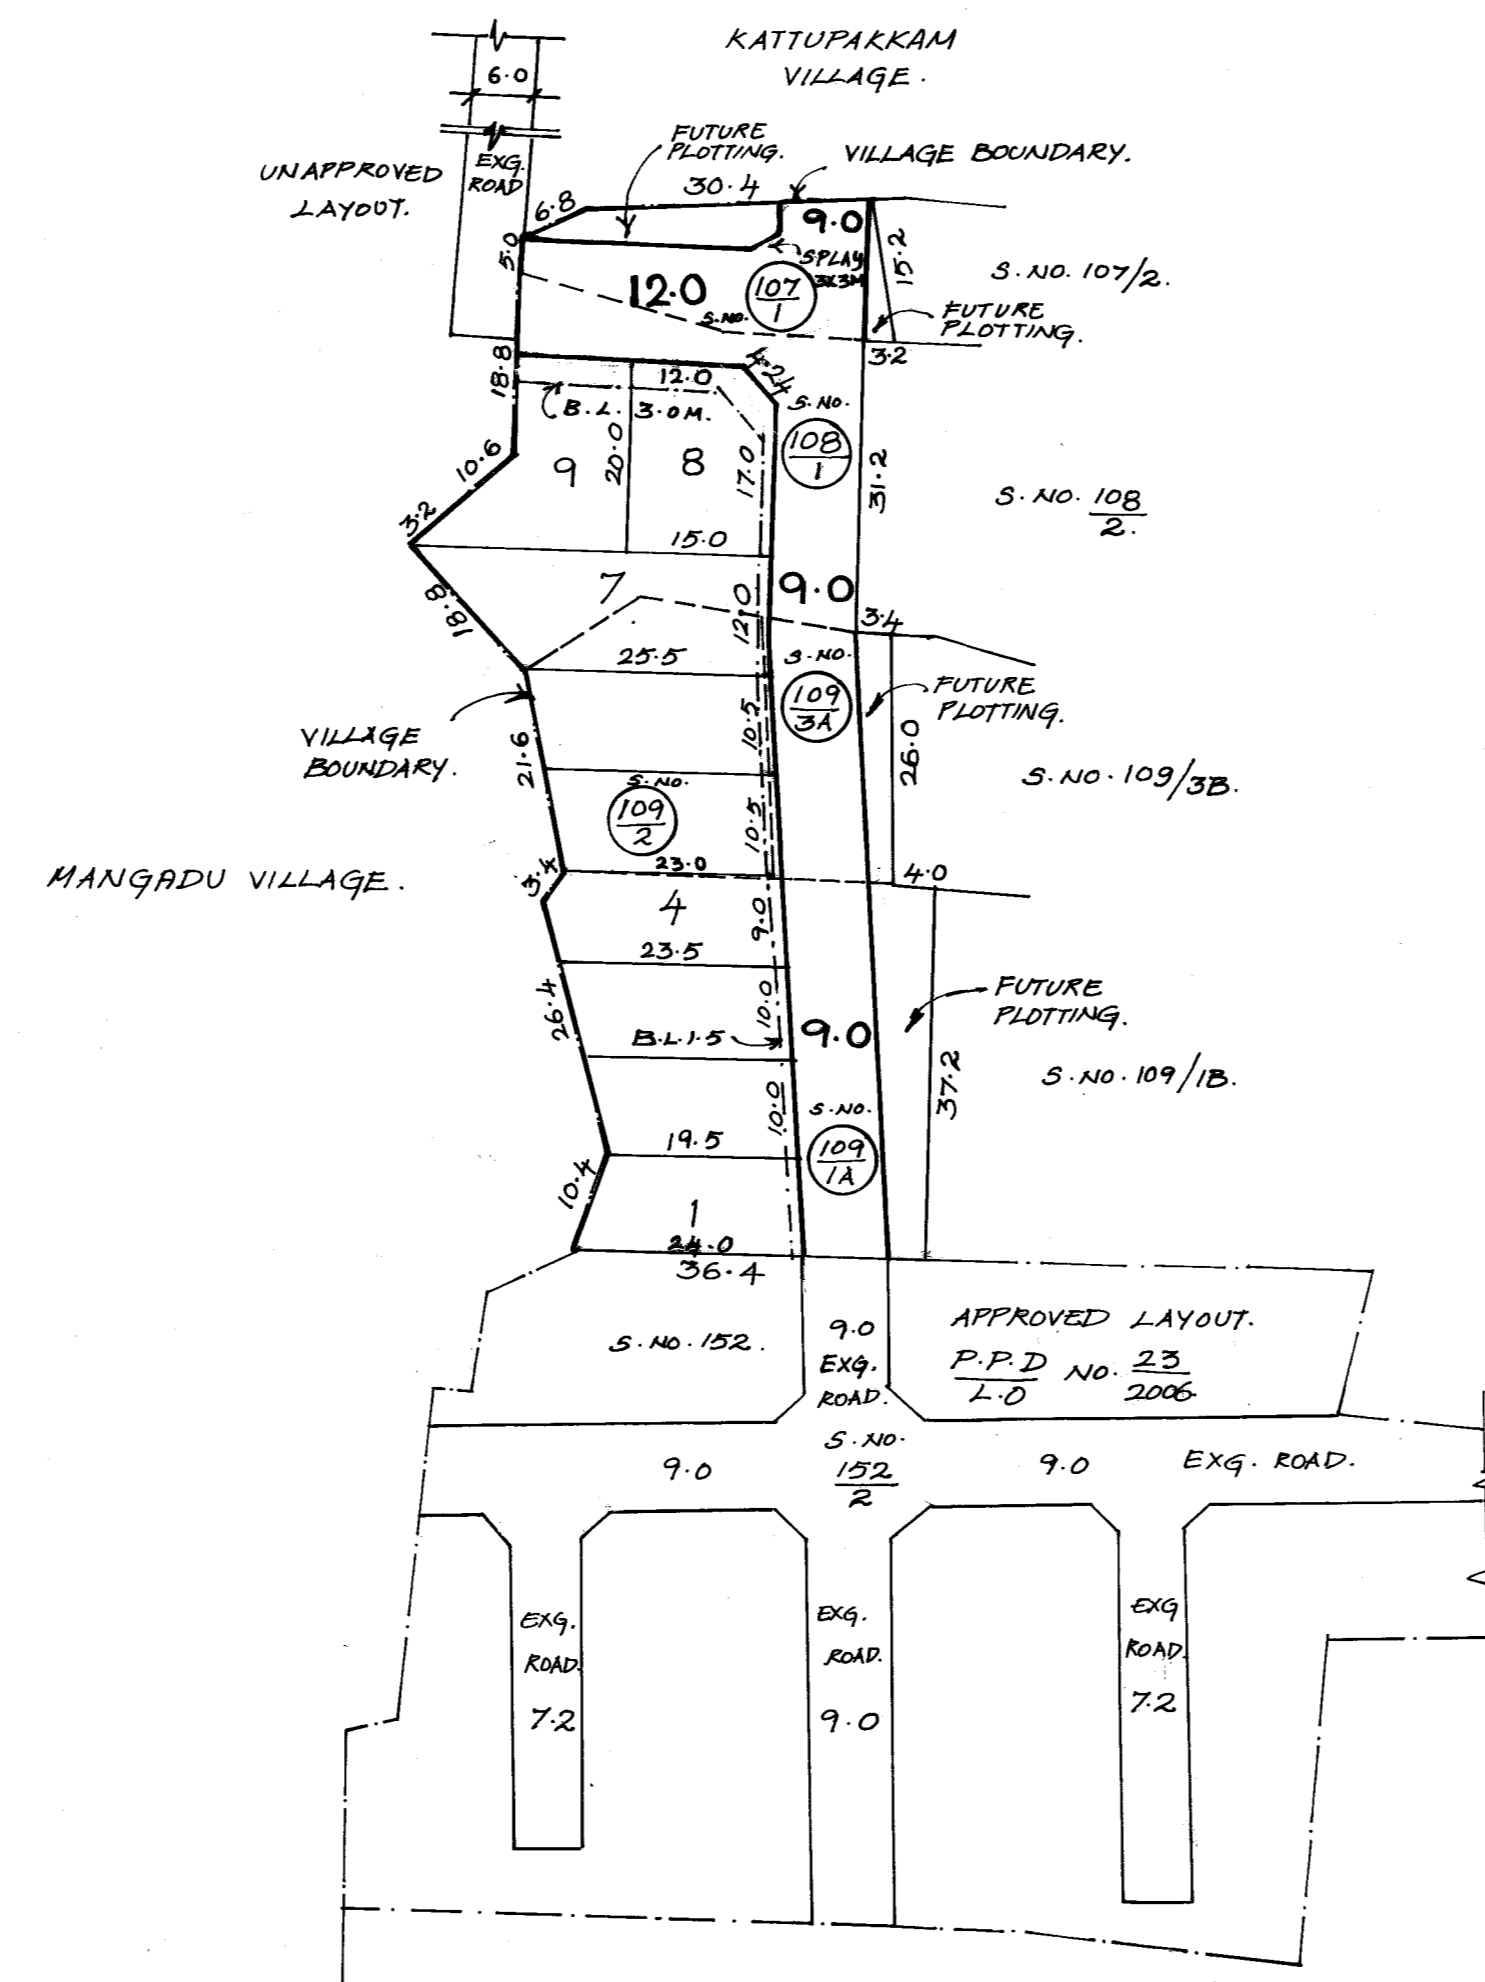 KATTUPAKKAM
VILLAGE.
6.0
FUTURE
PLOTTING.
VILLAGE BOUNDARY.
UNAPPROVED
LAYOUT.
EXG.
ROAD
30.4
6.8
9.0
5.0
SPLAY
3X3M
15.2
S.NO. 107/2.
12.0
S.NO.
107
1
FUTURE
PLOTTING.
3.2
18.8
12.0
4.24
B.L. 3.0M.
S.NO.
108
1
10.6
9
20.0
8
17.0
31.2
S.NO. 108
2.
3.2
15.0
18.8
7
12.0
9.0
3.4
25.5
S.NO.
109
3A
FUTURE
PLOTTING.
VILLAGE
BOUNDARY.
21.6
10.5
26.0
S.NO. 109/3B.
S.NO.
109
2
10.5
MANGADU VILLAGE.
3.4
23.0
4.0
4
9.0
23.5
26.4
10.0
FUTURE
PLOTTING.
B.L.1.5
9.0
37.2
S.NO. 109/1B.
10.0
S.NO.
109
1A
19.5
10.4
1
24.0
36.4
S.NO. 152.
9.0
EXG.
ROAD.
APPROVED LAYOUT.
P.P.D NO. 23
L.O 2006
S.NO.
152
2
9.0
9.0
EXG. ROAD.
EXG.
ROAD.
7.2
EXG.
ROAD.
9.0
EXG
ROAD.
7.2